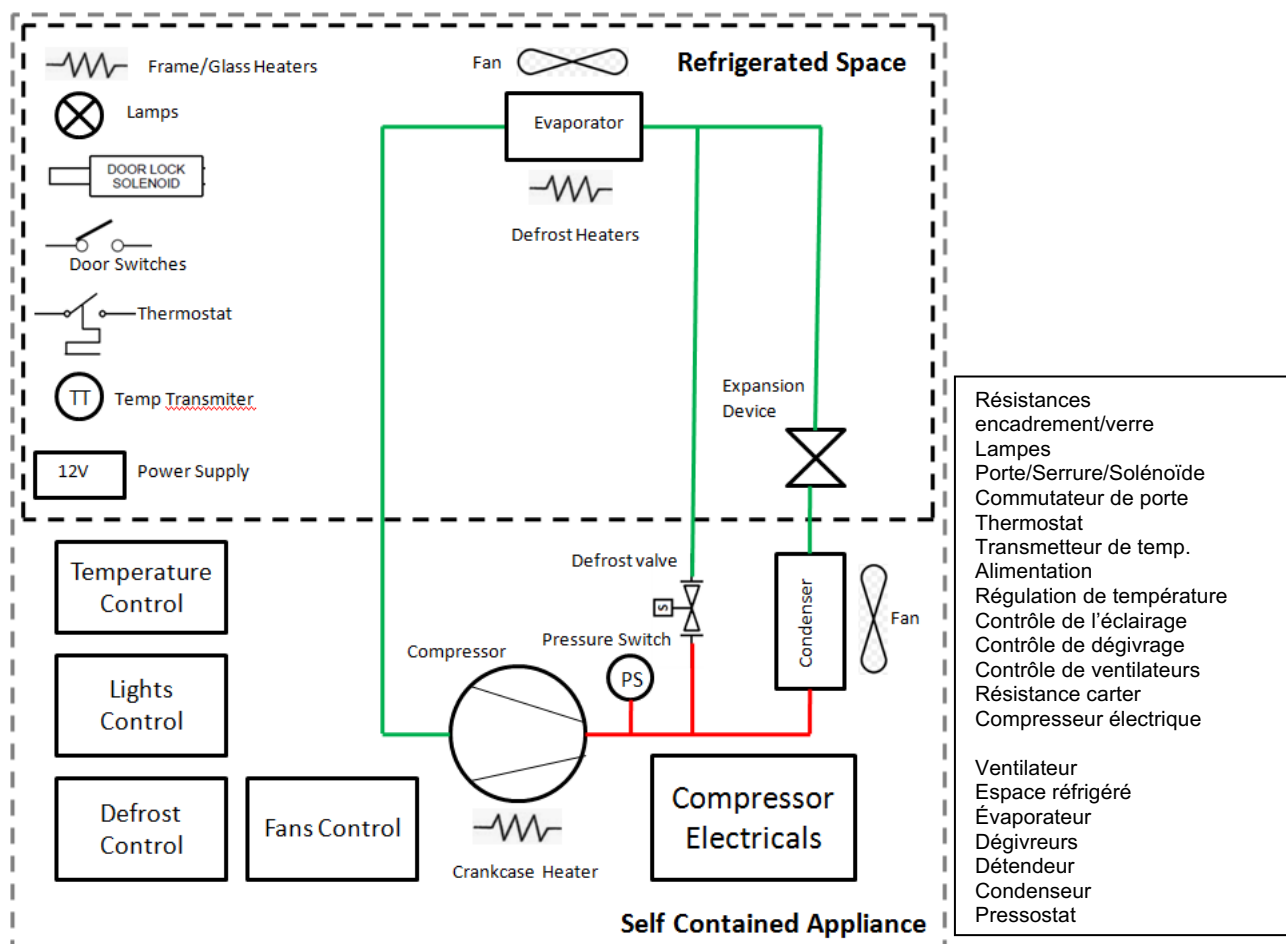 Frame/Glass Heaters
Fan
Refrigerated Space
Lamps
Evaporator
DOOR LOCK
SOLENOID
Defrost Heaters
Door Switches
Thermostat
TT
Temp Transmiter
Expansion
Device
12V
Power Supply
Temperature
Control
Defrost valve
S
Condenser
Fan
Pressure Switch
Compressor
PS
Lights
Control
Defrost
Control
Fans Control
Compressor
Electricals
Crankcase Heater
Self Contained Appliance
Résistances
encadrement/verre
Lampes
Porte/Serrure/Solénoïde
Commutateur de porte
Thermostat
Transmetteur de temp.
Alimentation
Régulation de température
Contrôle de l'éclairage
Contrôle de dégivrage
Contrôle de ventilateurs
Résistance carter
Compresseur électrique
Ventilateur
Espace réfrigéré
Évaporateur
Dégivreurs
Détendeur
Condenseur
Pressostat